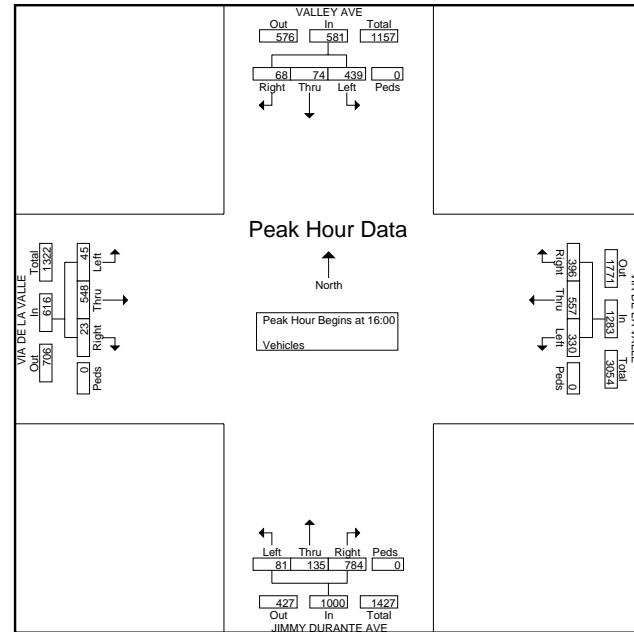 VALLEY AVE
Out In Total
576 581 1157
68 74 439 0
Right Thru Left Peds
Peak Hour Data
North
Peak Hour Begins at 16:00
Vehicles
VIA DE LA VALLE
Total In Out
1322 616 706
45 548 23 0
Left Thru Right Peds
VIA DE LA VALLE
Out In Total
1771 1283 3054
396 557 330 0
Right Thru Left Peds
Left Thru Right Peds
81 135 784 0
427 1000 1427
Out In Total
JIMMY DURANTE AVE